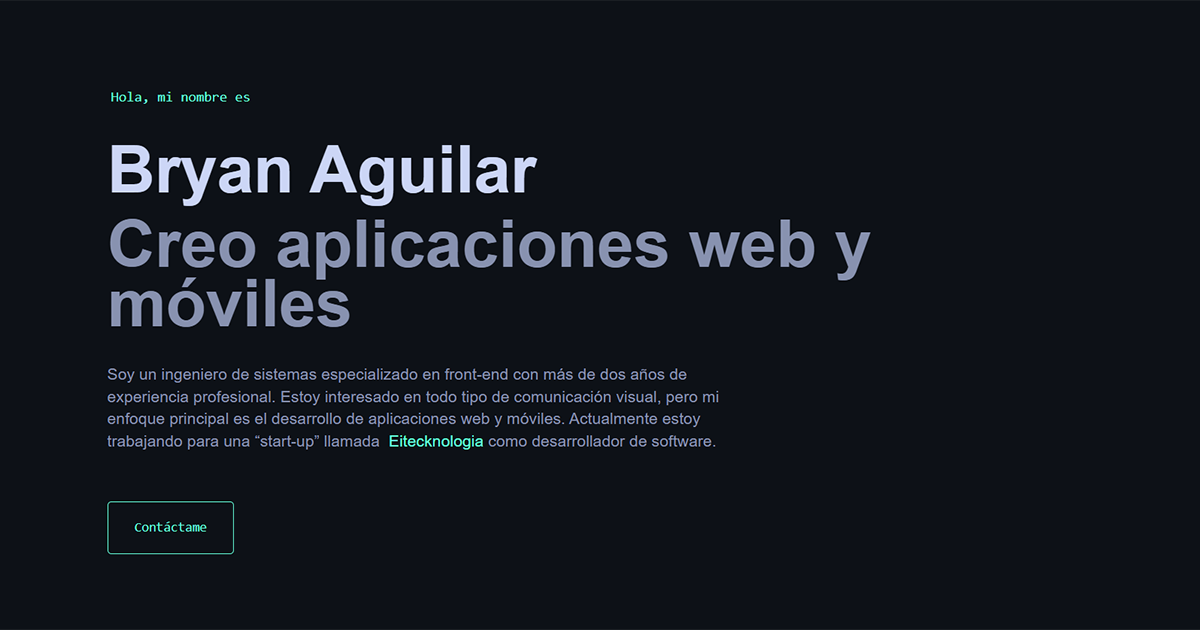 Hola, mi nombre es
Bryan Aguilar
Creo aplicaciones web y
móviles
Soy un ingeniero de sistemas especializado en front-end con más de dos años de
experiencia profesional. Estoy interesado en todo tipo de comunicación visual, pero mi
enfoque principal es el desarrollo de aplicaciones web y móviles. Actualmente estoy
trabajando para una “start-up” llamada Eitecknologia como desarrollador de software.
Contáctame